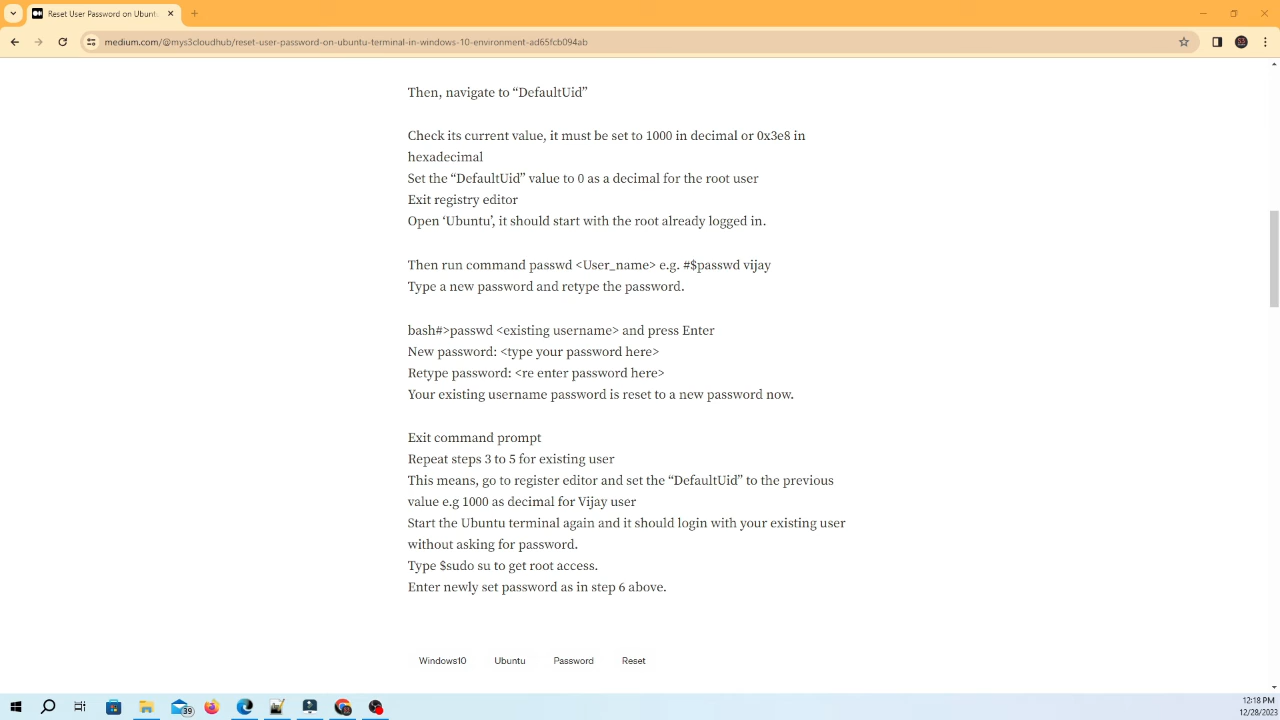 Reset User Password on Ubuntu
medium.com/@mys3cloudhub/reset-user-password-on-ubuntu-terminal-in-windows-10-environment-ad65fcb094ab
Then, navigate to “DefaultUid”
Check its current value, it must be set to 1000 in decimal or 0x3e8 in
hexadecimal
Set the “DefaultUid” value to 0 as a decimal for the root user
Exit registry editor
Open ‘Ubuntu’, it should start with the root already logged in.
Then run command passwd <User_name> e.g. #$passwd vijay
Type a new password and retype the password.
bash#>passwd <existing username> and press Enter
New password: <type your password here>
Retype password: <re enter password here>
Your existing username password is reset to a new password now.
Exit command prompt
Repeat steps 3 to 5 for existing user
This means, go to register editor and set the “DefaultUid” to the previous
value e.g 1000 as decimal for Vijay user
Start the Ubuntu terminal again and it should login with your existing user
without asking for password.
Type $sudo su to get root access.
Enter newly set password as in step 6 above.
Windows10 Ubuntu Password Reset
39
12:18 PM
12/28/2023